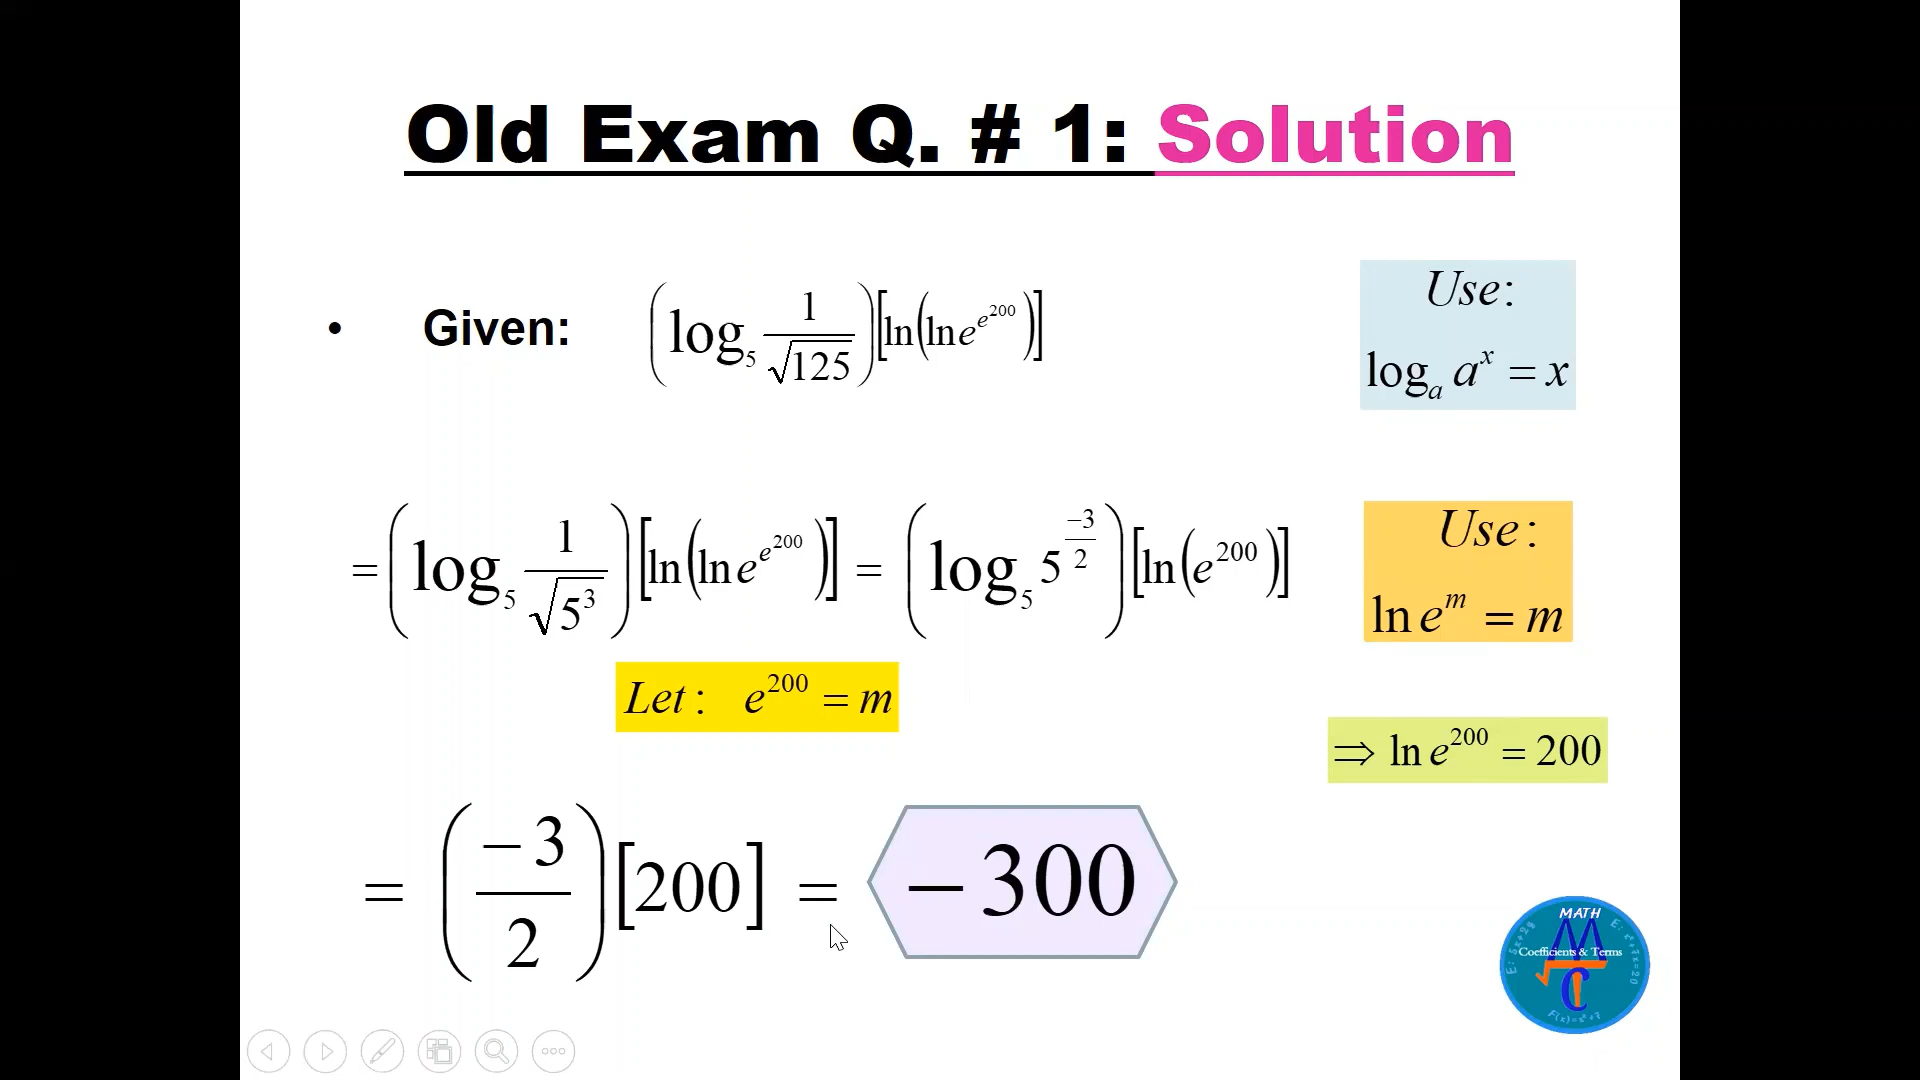 Old Exam Q. # 1: Solution
• Given: (log₅ 1/√125)[ln(ln e^e^200)]
Use:
logₐ aˣ = x
= (log₅ 1/√5³)[ln(ln e^e^200)] = (log₅ 5^(-3/2))[ln(e^200)]
Use:
ln e^m = m
Let: e^200 = m
⇒ ln e^200 = 200
= (-3/2)[200] = -300
MATH
Coefficients & Terms